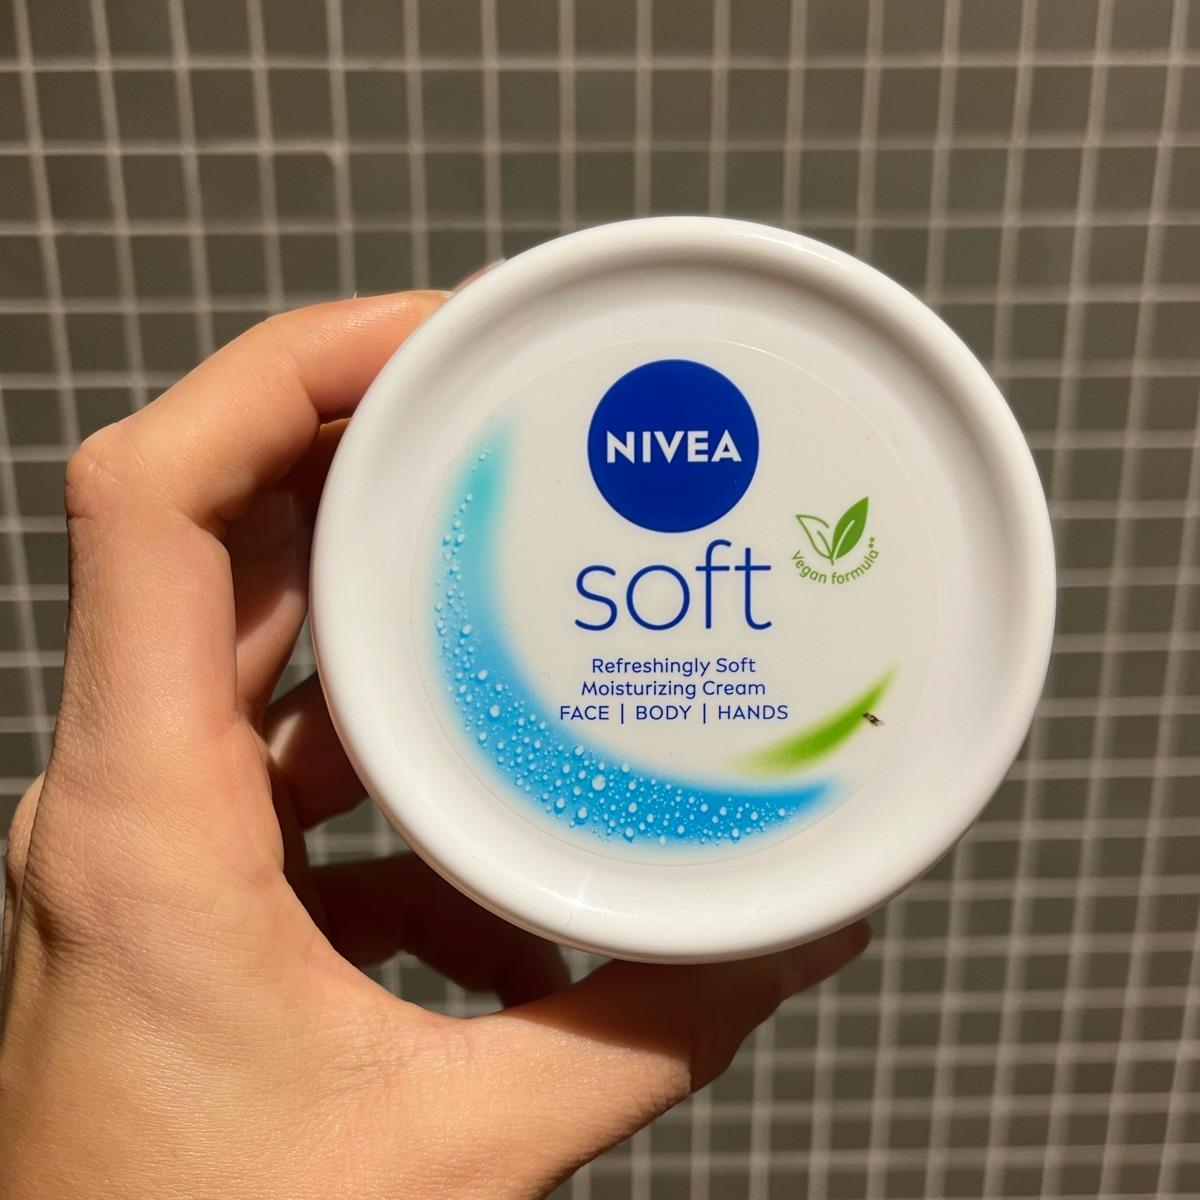 NIVEA
soft
Vegan formula**
Refreshingly Soft
Moisturizing Cream
FACE | BODY | HANDS